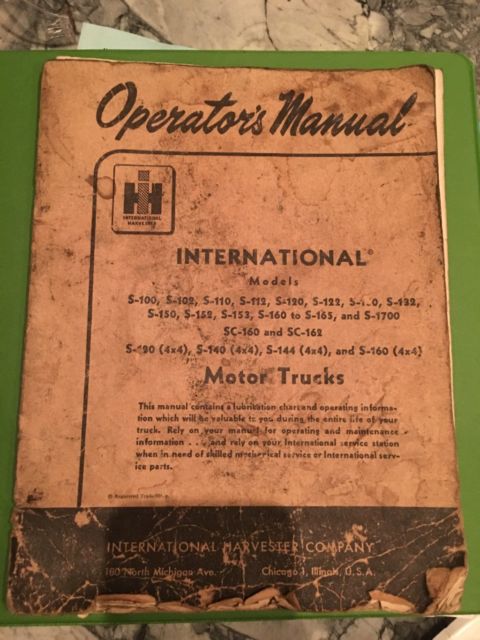 Operator's Manual
IH
INTERNATIONAL
HARVESTER
INTERNATIONAL®
Models
S-100, S-102, S-110, S-112, S-120, S-122, S-132,
S-150, S-152, S-153, S-160 to S-165, and S-1700
SC-160 and SC-162
(4x4), S-140 (4x4), S-144 (4x4), and S-160 (4x4)
Motor Trucks
This manual contains a lubrication chart and operating informa-
tion which will be valuable to you during the entire life of your
truck. Rely on your manual for operating and maintenance
information . . . and rely on your International service station
when in need of skilled mechanical service or International serv-
ice parts.
® Registered
INTERNATIONAL HARVESTER COMPANY
180 North Michigan Ave. Chicago 1, Illinois, U.S.A.